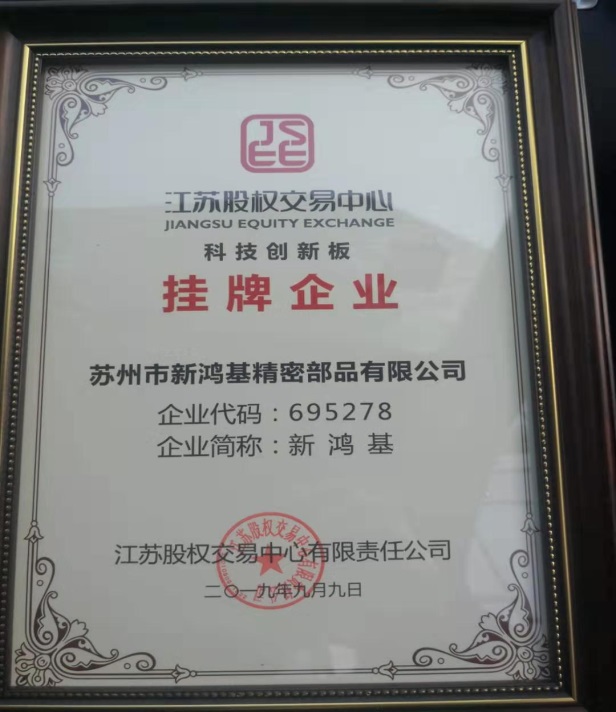 JS
EE
江苏股权交易中心
JIANGSU EQUITY EXCHANGE
科技创新板
挂牌企业
苏州市新鸿基精密部品有限公司
企业代码：695278
企业简称：新鸿基
江苏股权交易中心有限责任公司
二〇一九年九月九日